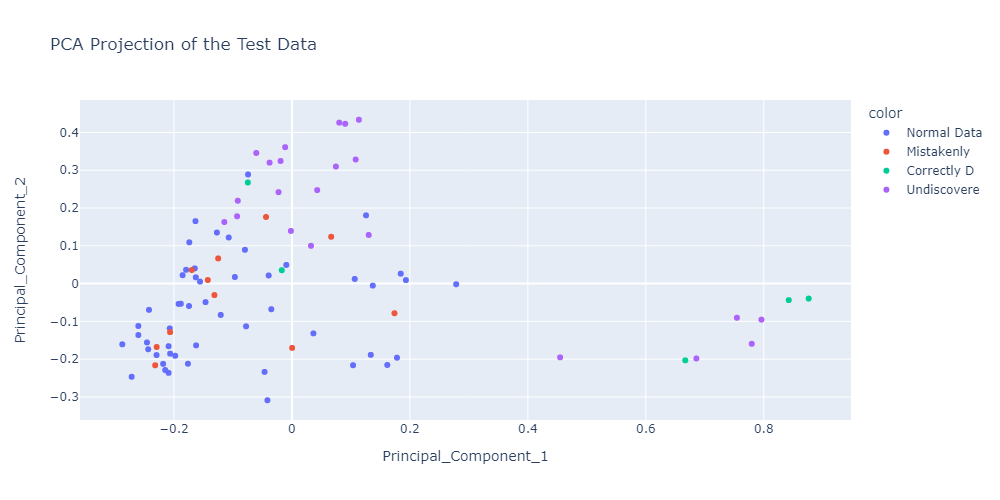 PCA Projection of the Test Data
color
Normal Data
Mistakenly
Correctly D
Undiscovere
Principal_Component_2
0.4
0.3
0.2
0.1
0
−0.1
−0.2
−0.3
−0.2
0
0.2
0.4
0.6
0.8
Principal_Component_1